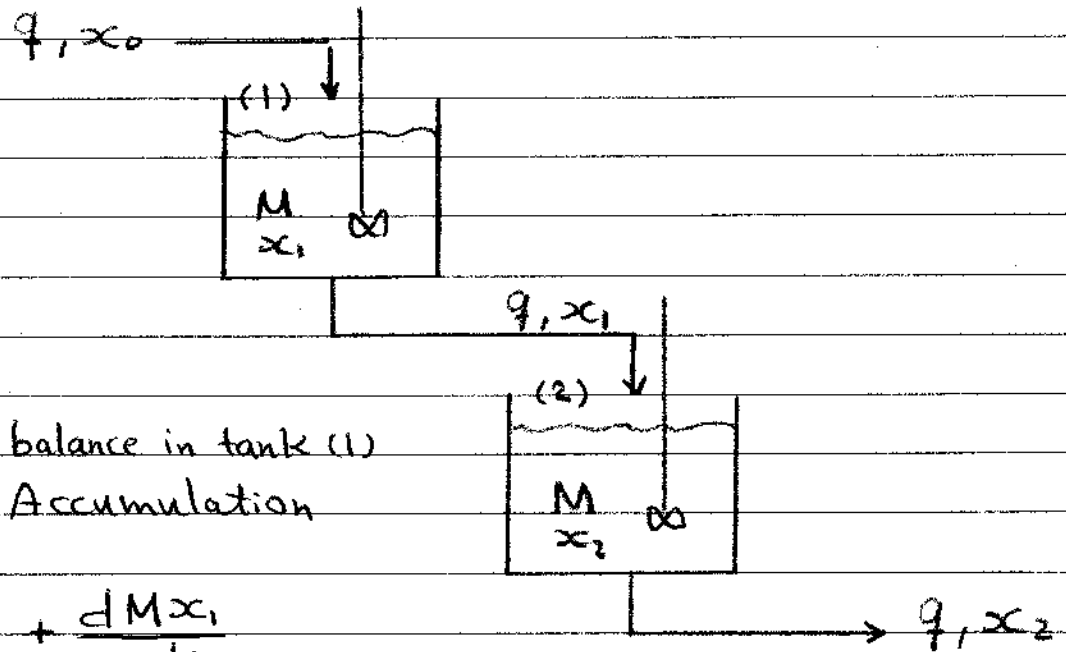 q, x₀
(1)
M
x₁
q, x₁
(2)
balance in tank (1)
Accumulation
M
x₂
+ dMx₁
q, x₂